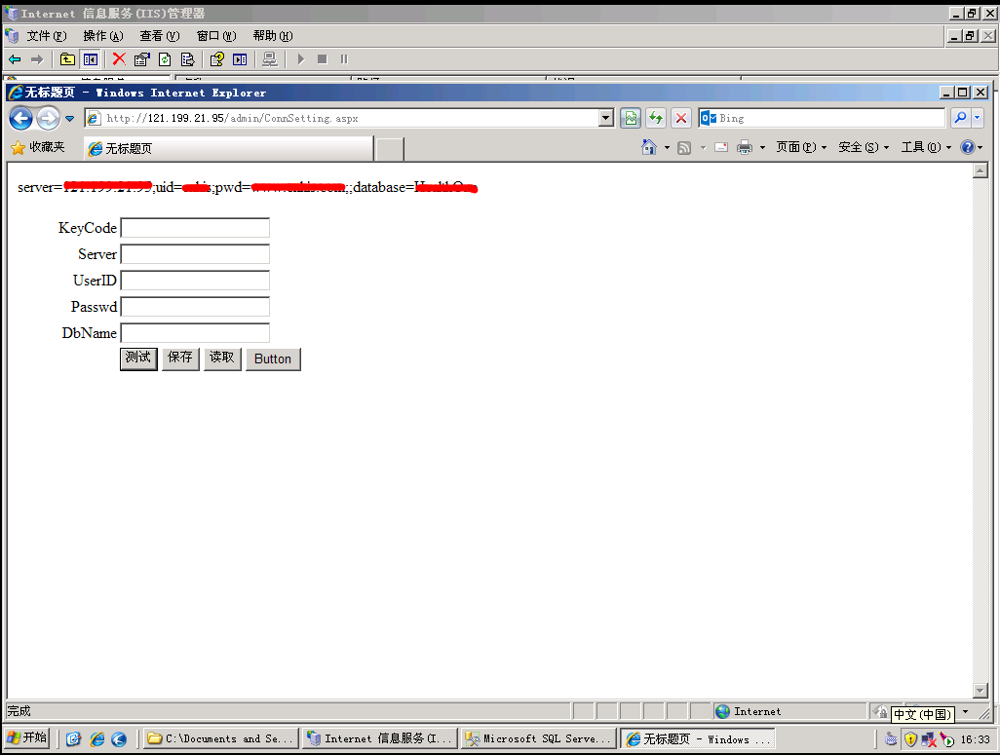 Internet 信息服务(IIS)管理器
文件(F) 操作(A) 查看(V) 窗口(W) 帮助(H)
无标题页 - Windows Internet Explorer
http://121.199.21.95/admin/ConnSetting.aspx
Bing
收藏夹
无标题页
页面(P) 安全(S) 工具(O)
server= ;uid= ;pwd= ;;database=
KeyCode
Server
UserID
Passwd
DbName
测试 保存 读取 Button
完成
Internet
中文(中国)
开始
C:\Documents and Se...
Internet 信息服务(I...
Microsoft SQL Serve...
无标题页 - Windows ...
16:33